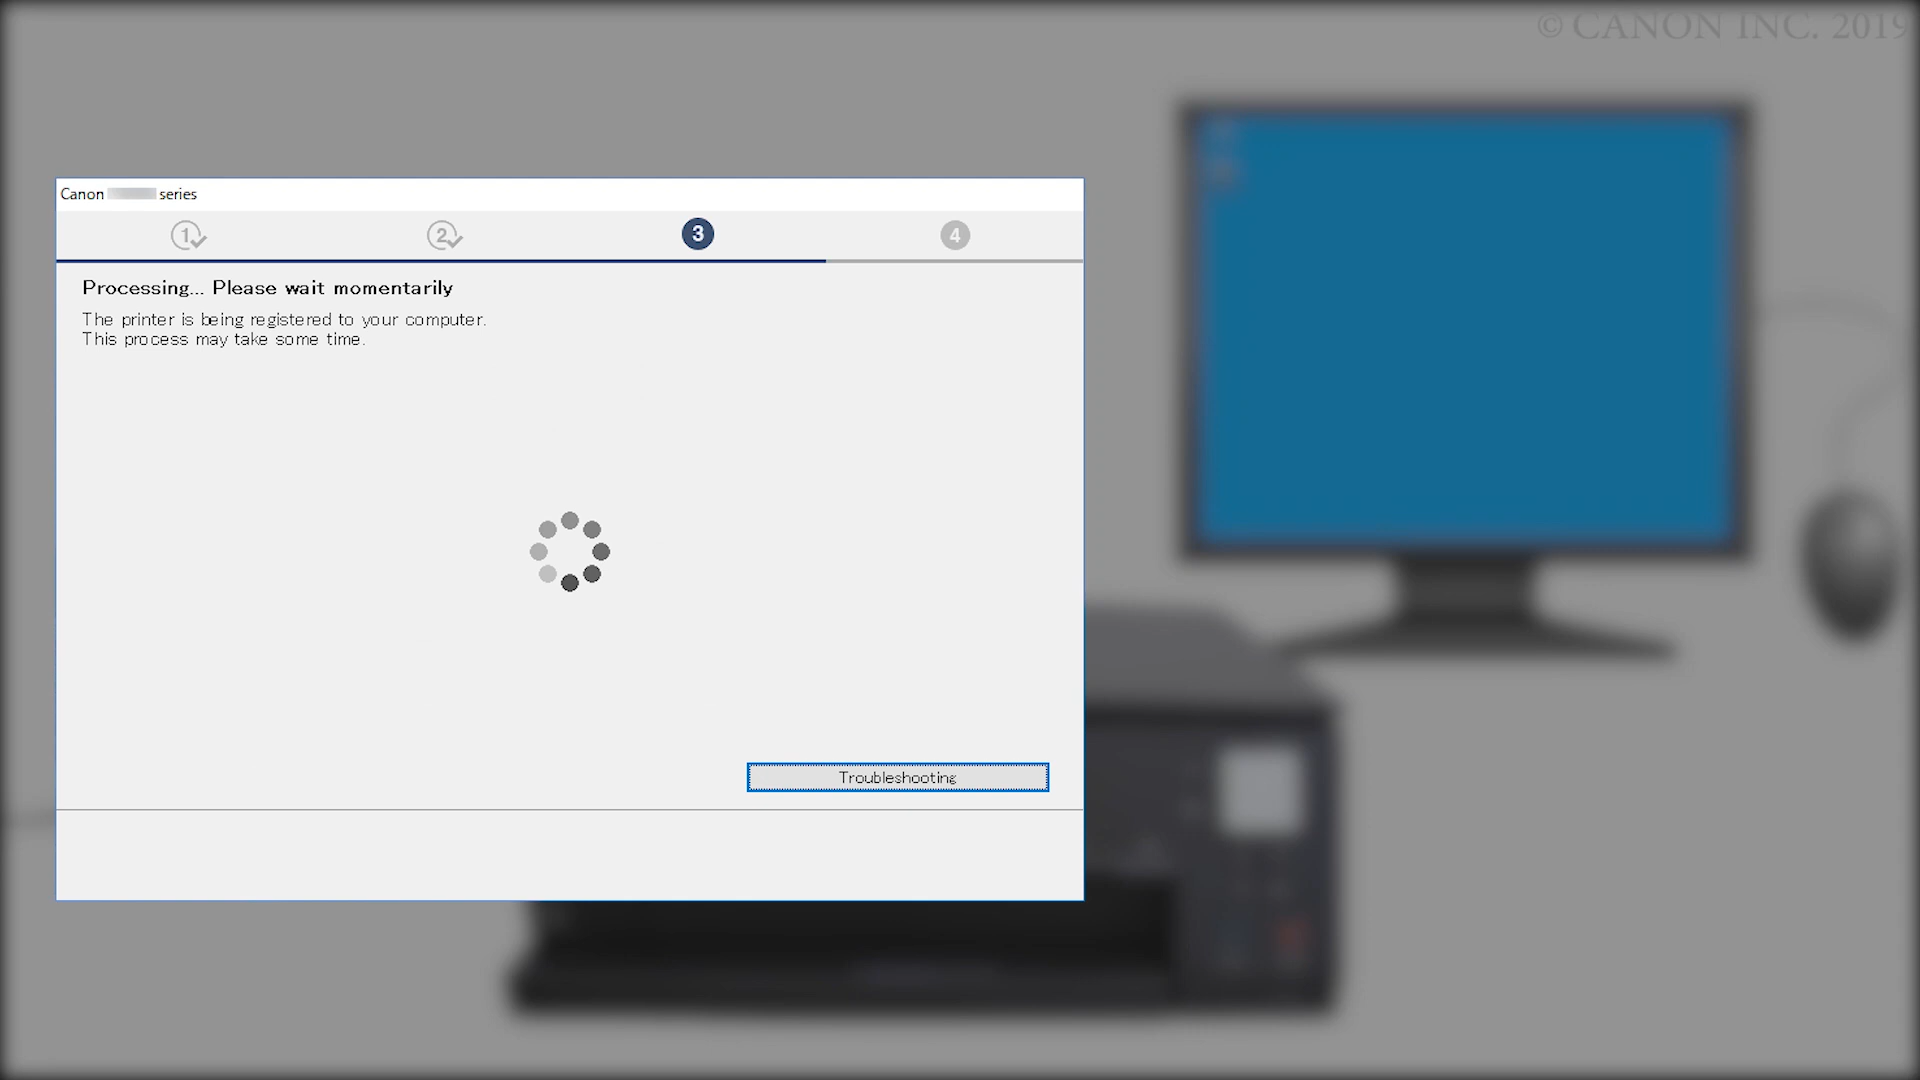 © CANON INC. 2019
Canon series
1
2
3
4
Processing... Please wait momentarily
The printer is being registered to your computer.
This process may take some time.
Troubleshooting